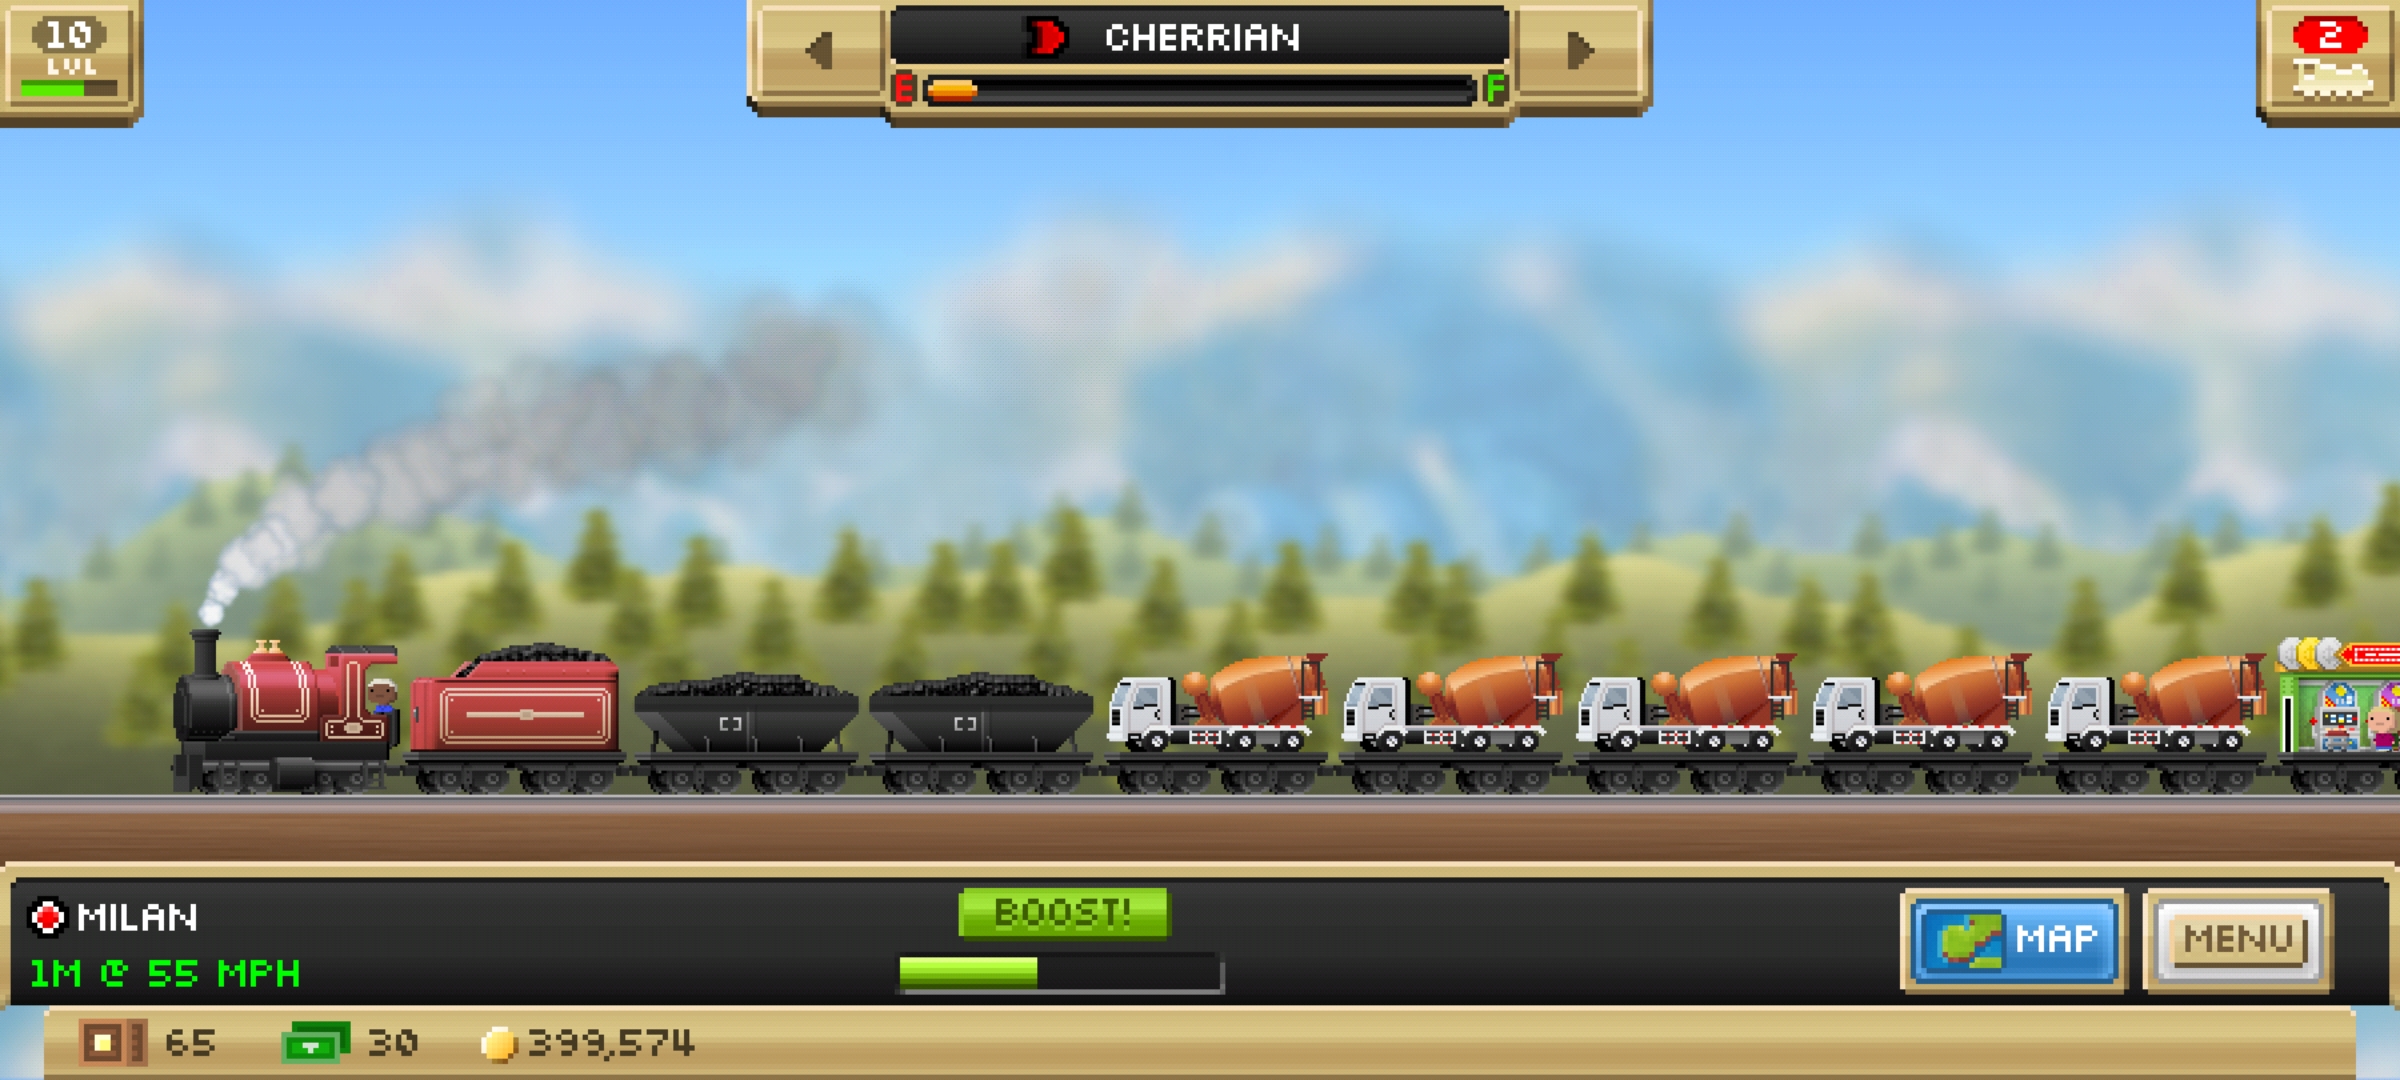 10
LVL
CHERRIAN
E F
2
MILAN
BOOST!
1M @ 55 MPH
MAP
MENU
65 30 399,574